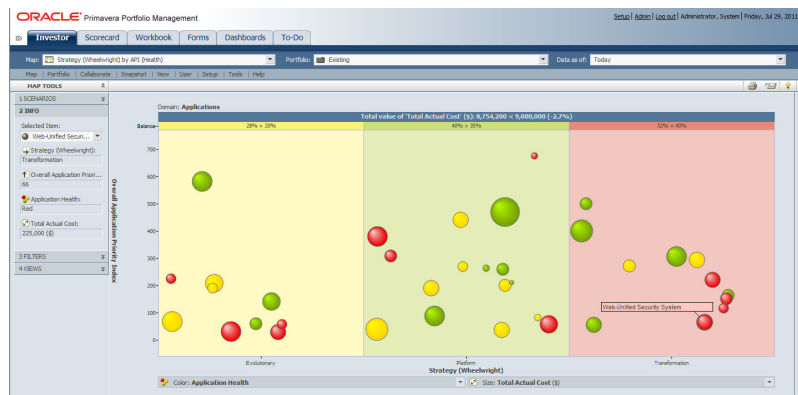 ORACLE Primavera Portfolio Management
Setup | Admin | Log out | Administrator, System | Friday, Jul 29, 2011
Investor Scorecard Workbook Forms Dashboards To-Do
Map: Strategy (Wheelwright) by API (Health) Portfolio: Existing Data as of: Today
Map | Portfolio | Collaborate | Snapshot | View | User | Setup | Tools | Help
MAP TOOLS
1 SCENARIOS
2 INFO
Selected Item:
Web-Unified Securi...
Strategy (Wheelwright):
Transformation
Overall Application Priori...
66
Application Health:
Red
Total Actual Cost:
225,000 ($)
3 FILTERS
4 VIEWS
Domain: Applications
Total value of 'Total Actual Cost' ($): 8,754,200 < 9,000,000 (-2.7%)
Balance 28% > 20% 40% > 35% 32% < 40%
Overall Application Priority Index
700
600
500
400
300
200
100
0
Web-Unified Security System
Evolutionary Platform Transformation
Strategy (Wheelwright)
Color: Application Health Size: Total Actual Cost ($)